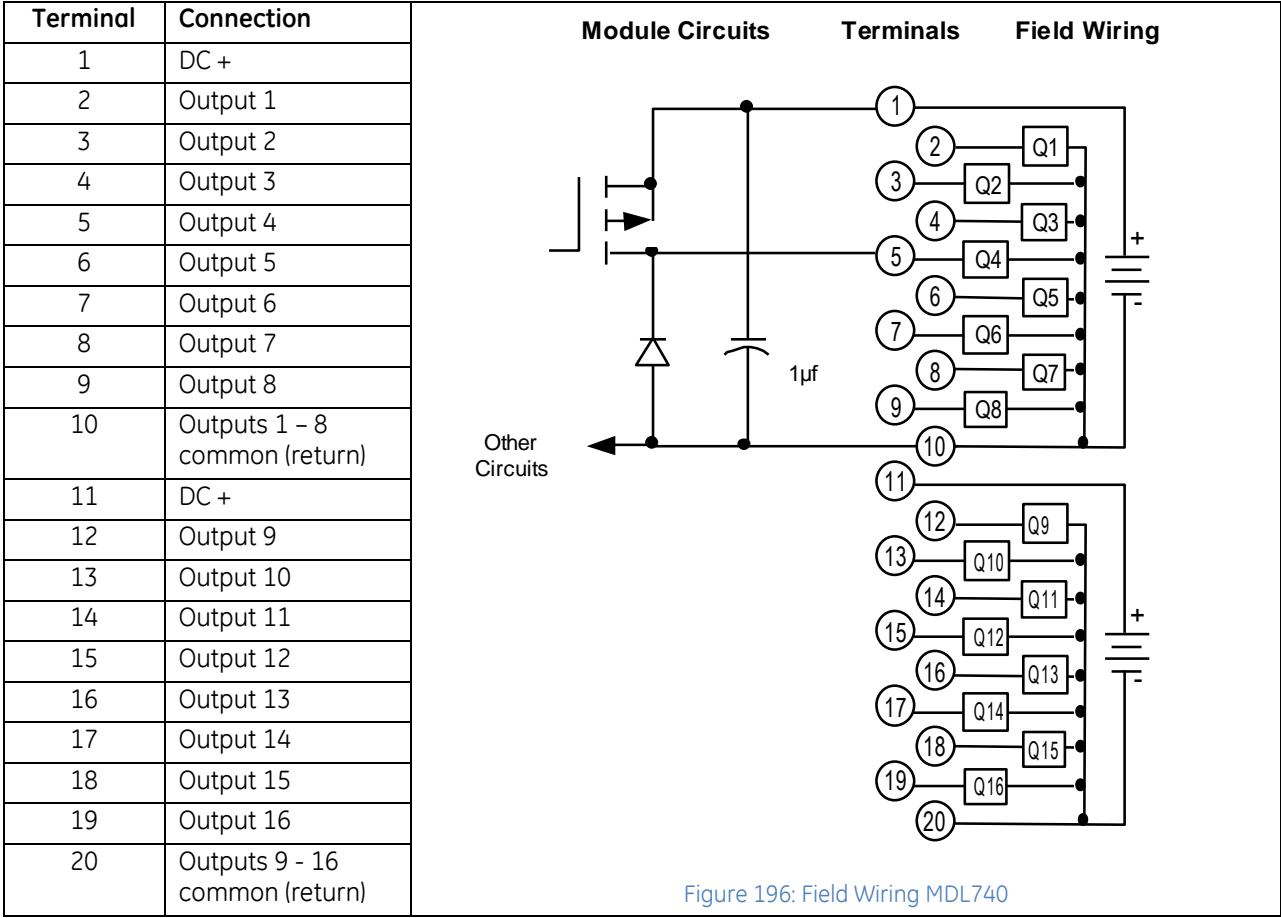 Terminal Connection
1 DC +
2 Output 1
3 Output 2
4 Output 3
5 Output 4
6 Output 5
7 Output 6
8 Output 7
9 Output 8
10 Outputs 1 – 8
common (return)
11 DC +
12 Output 9
13 Output 10
14 Output 11
15 Output 12
16 Output 13
17 Output 14
18 Output 15
19 Output 16
20 Outputs 9 - 16
common (return)
Module Circuits Terminals Field Wiring
1
2 Q1
3 Q2
4 Q3
+
5 Q4
6 Q5
-
7 Q6
8 Q7
1µf
9 Q8
10
Other
Circuits
11
12 Q9
13 Q10
14 Q11
+
15 Q12
16 Q13
-
17 Q14
18 Q15
19 Q16
20
Figure 196: Field Wiring MDL740